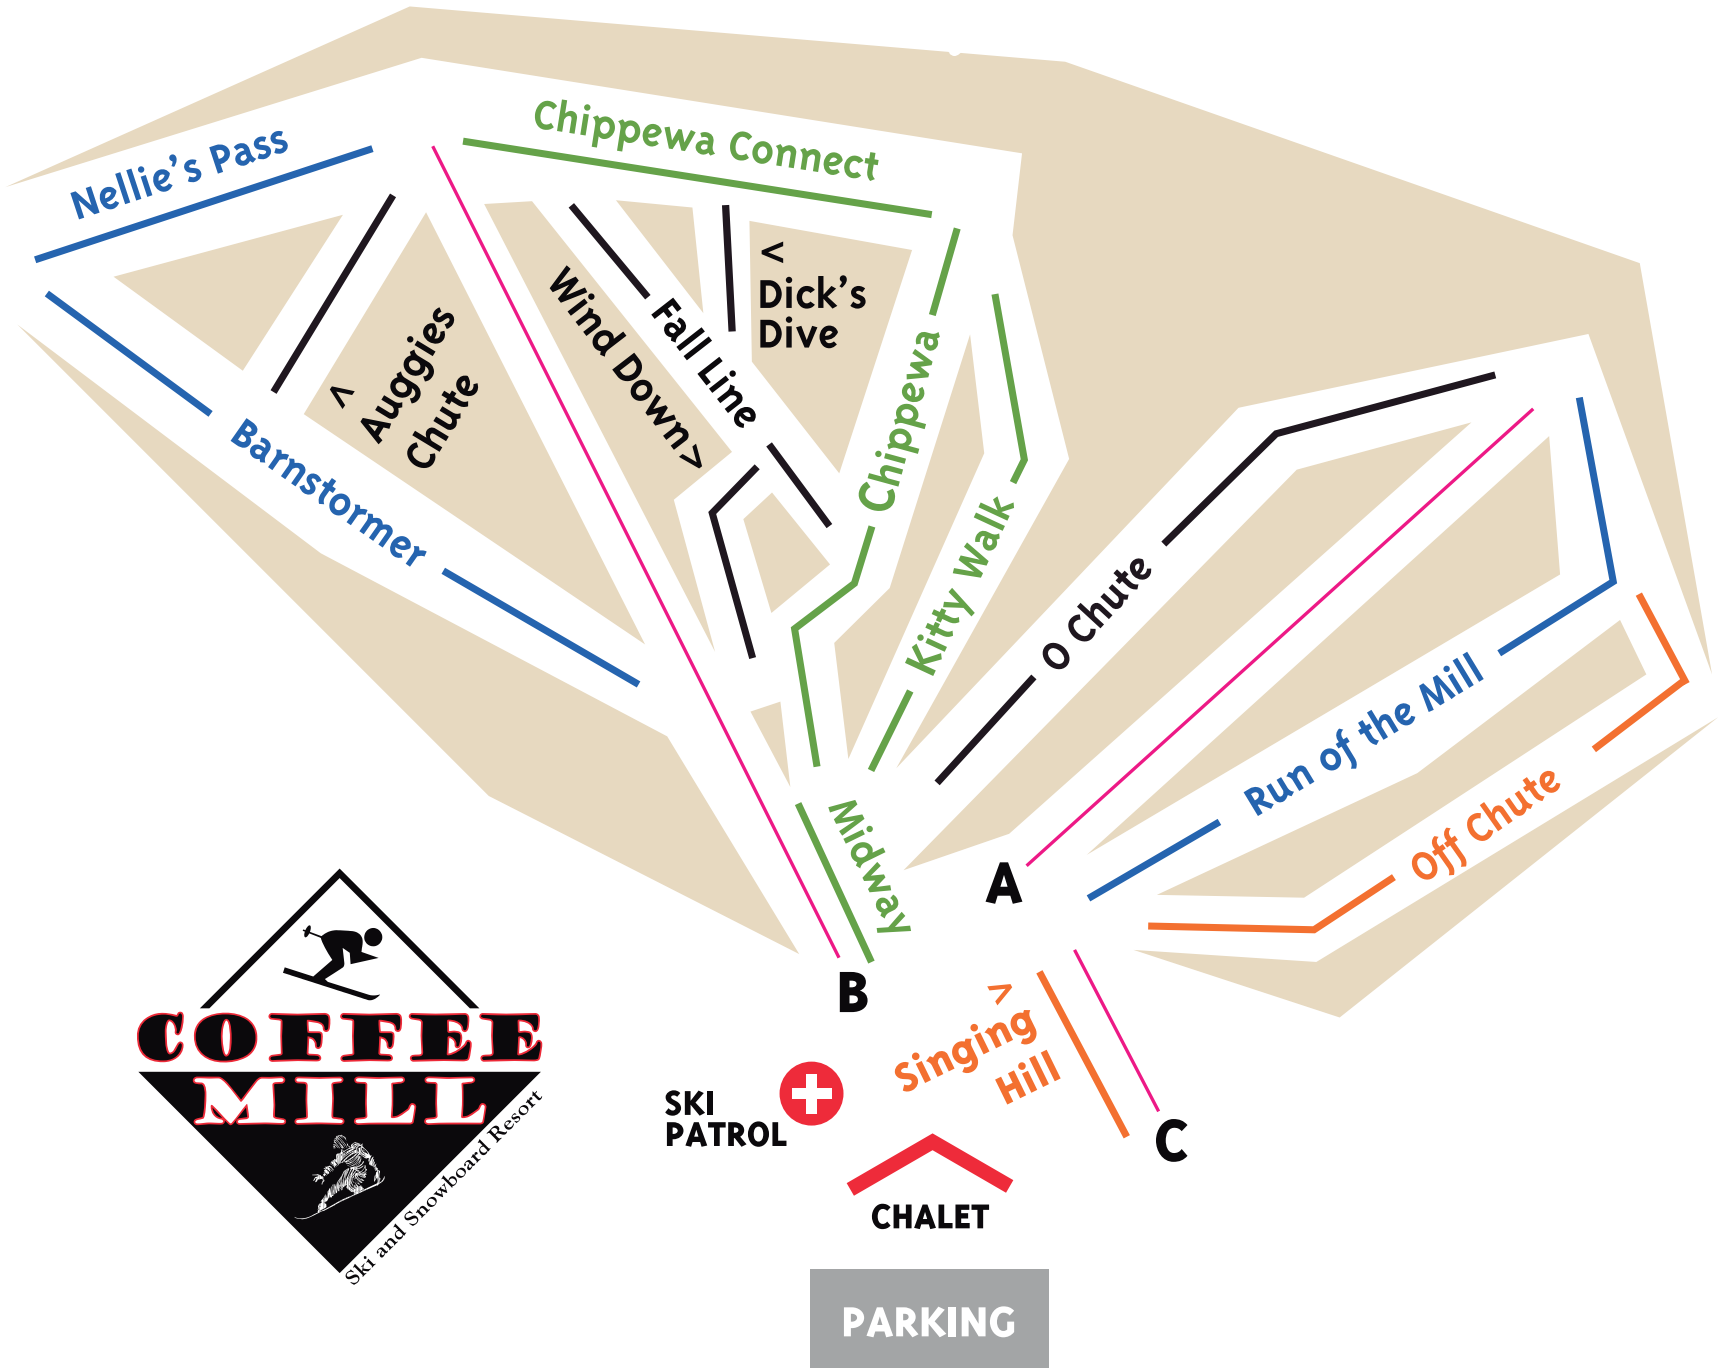 Nellie's Pass
Chippewa Connect
<
Dick's
Dive
Wind Down>
Fall Line
<
Auggies
Chute
Chippewa
Barnstormer
Kitty Walk
O Chute
Run of the Mill
Off Chute
Midway
A
B
>
Singing
Hill
C
SKI
PATROL
CHALET
PARKING
COFFEE
MILL
Ski and Snowboard Resort